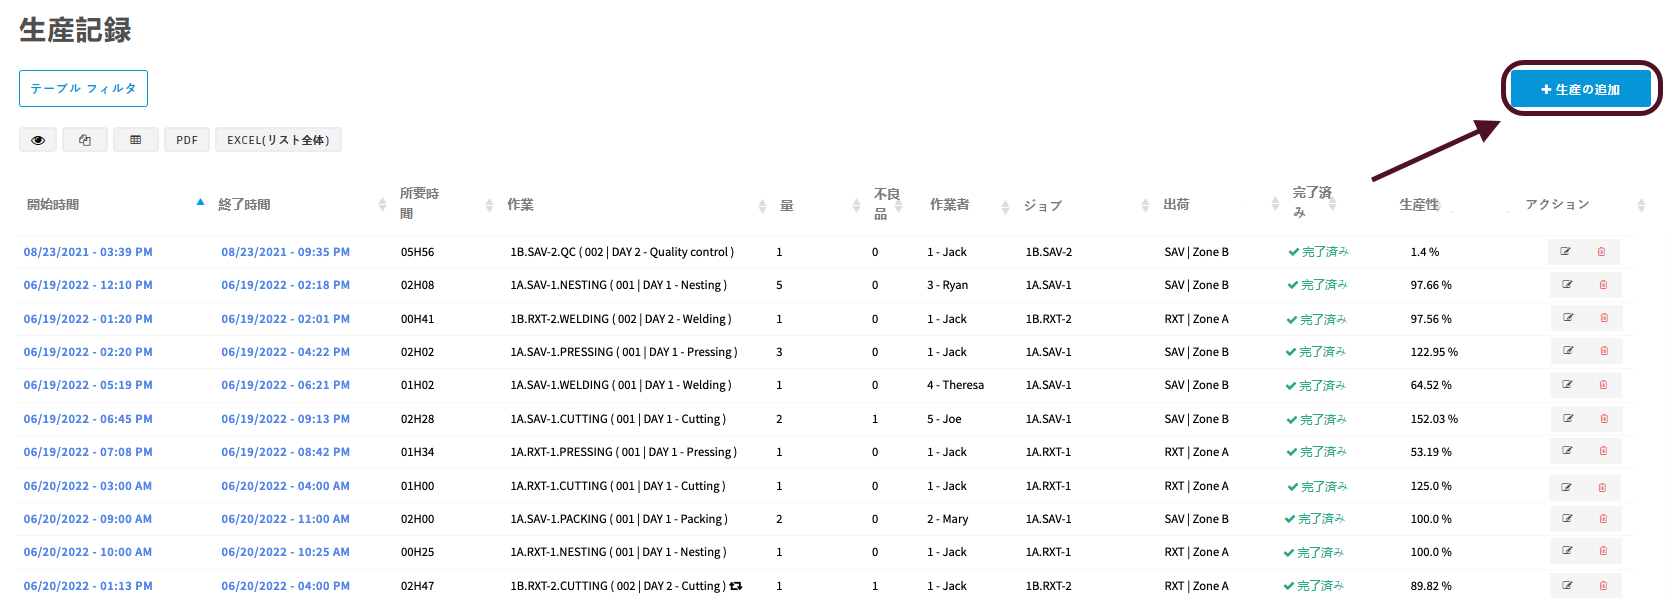 生産記録
テーブル フィルタ
+ 生産の追加
PDF EXCEL(リスト全体)
開始時間 終了時間 所要時間 作業 量 不良品 作業者 ジョブ 出荷 完了済み 生産性 アクション
08/23/2021 - 03:39 PM 08/23/2021 - 09:35 PM 05H56 1B.SAV-2.QC ( 002 | DAY 2 - Quality control ) 1 0 1 - Jack 1B.SAV-2 SAV | Zone B 完了済み 1.4 %
06/19/2022 - 12:10 PM 06/19/2022 - 02:18 PM 02H08 1A.SAV-1.NESTING ( 001 | DAY 1 - Nesting ) 5 0 3 - Ryan 1A.SAV-1 SAV | Zone B 完了済み 97.66 %
06/19/2022 - 01:20 PM 06/19/2022 - 02:01 PM 00H41 1B.RXT-2.WELDING ( 002 | DAY 2 - Welding ) 1 0 1 - Jack 1B.RXT-2 RXT | Zone A 完了済み 97.56 %
06/19/2022 - 02:20 PM 06/19/2022 - 04:22 PM 02H02 1A.SAV-1.PRESSING ( 001 | DAY 1 - Pressing ) 3 0 1 - Jack 1A.SAV-1 SAV | Zone B 完了済み 122.95 %
06/19/2022 - 05:19 PM 06/19/2022 - 06:21 PM 01H02 1A.SAV-1.WELDING ( 001 | DAY 1 - Welding ) 1 0 4 - Theresa 1A.SAV-1 SAV | Zone B 完了済み 64.52 %
06/19/2022 - 06:45 PM 06/19/2022 - 09:13 PM 02H28 1A.SAV-1.CUTTING ( 001 | DAY 1 - Cutting ) 2 1 5 - Joe 1A.SAV-1 SAV | Zone B 完了済み 152.03 %
06/19/2022 - 07:08 PM 06/19/2022 - 08:42 PM 01H34 1A.RXT-1.PRESSING ( 001 | DAY 1 - Pressing ) 1 0 1 - Jack 1A.RXT-1 RXT | Zone A 完了済み 53.19 %
06/20/2022 - 03:00 AM 06/20/2022 - 04:00 AM 01H00 1A.RXT-1.CUTTING ( 001 | DAY 1 - Cutting ) 1 0 1 - Jack 1A.RXT-1 RXT | Zone A 完了済み 125.0 %
06/20/2022 - 09:00 AM 06/20/2022 - 11:00 AM 02H00 1A.SAV-1.PACKING ( 001 | DAY 1 - Packing ) 2 0 2 - Mary 1A.SAV-1 SAV | Zone B 完了済み 100.0 %
06/20/2022 - 10:00 AM 06/20/2022 - 10:25 AM 00H25 1A.RXT-1.NESTING ( 001 | DAY 1 - Nesting ) 1 0 1 - Jack 1A.RXT-1 RXT | Zone A 完了済み 100.0 %
06/20/2022 - 01:13 PM 06/20/2022 - 04:00 PM 02H47 1B.RXT-2.CUTTING ( 002 | DAY 2 - Cutting ) 1 1 1 - Jack 1B.RXT-2 RXT | Zone A 完了済み 89.82 %